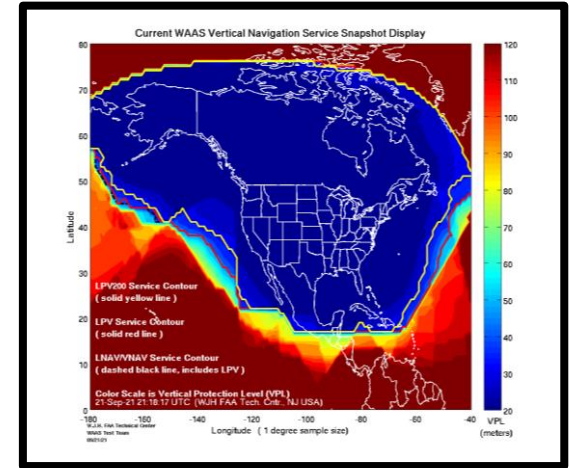 Current WAAS Vertical Navigation Service Snapshot Display
80
70
60
50
40
30
20
10
0
Latitude
LPV200 Service Contour
( solid yellow line )
LPV Service Contour
( solid red line )
LNAV/VNAV Service Contour
( dashed black line, includes LPV )
Color Scale is Vertical Protection Level (VPL)
21-Sep-21 21:18:17 UTC (WJH FAA Tech. Cntr., NJ USA)
-180 -160 -140 -120 -100 -80 -60 -40
Longitude ( 1 degree sample size)
W.J.H. FAA Technical Center
WAAS Test Team
09/21/21
120
110
100
90
80
70
60
50
40
30
20
VPL
(meters)